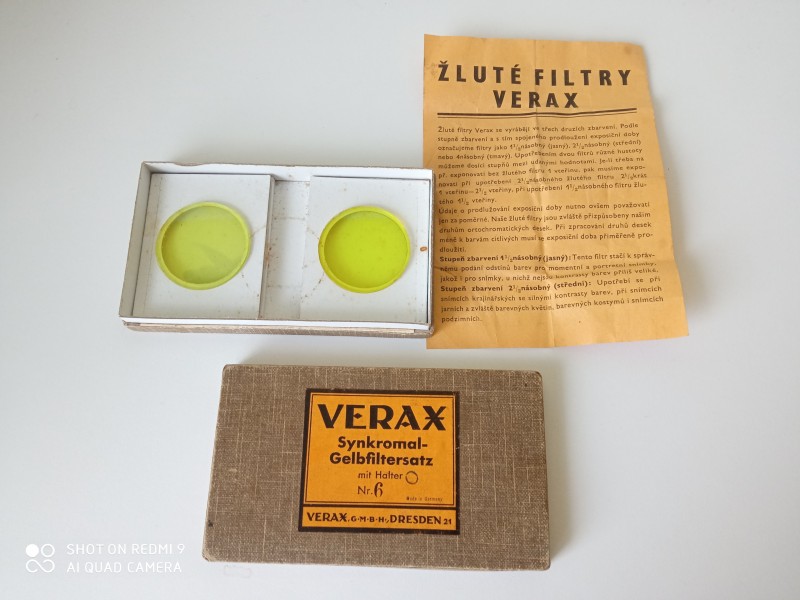 ŽLUTÉ FILTRY
VERAX
Žluté filtry Verax se vyrábějí ve třech druzích zbarvení. Podle
stupně zbarvení a s tím spojeného prodloužení exposiční doby
označujeme filtry jako 1½násobný (jasný), 2½násobný (střední)
nebo 4násobný (tmavý). Upotřebením dvou filtrů různé hustoty
můžeme docíliti stupňů mezi udanými hodnotami. Je-li třeba na
př. exponovati bez žlutého filtru 1 vteřinu, pak musíme expo-
novati při upotřebení 2½násobného žlutého filtru 2½krát
1 vteřinu=2½ vteřiny, při upotřebení 4½násobného filtru žlu-
tého 4½ vteřiny.
Údaje o prodlužování exposiční doby nutno ovšem považovati
jen za poměrné. Naše žluté filtry jsou zvláště přizpůsobeny našim
druhům ortochromatických desek. Při zpracování druhů desek
méně k barvám citlivých musí se exposiční doba přiměřeně pro-
dloužiti.
Stupeň zbarvení 1½násobný (jasný): Tento filtr stačí k správ-
nému podání odstínů barev pro momentní a portretní snímky,
jakož i pro snímky, u nichž nejsou kontrasty barev příliš veliké.
Stupeň zbarvení 2½násobný (střední): Upotřebí se při
snímcích krajinářských se silnými kontrasty barev, při snímcích
jarních a zvláště barevných květin, barevných kostymů i snímcích
podzimních.
VERAX
Synkromal-
Gelbfiltersatz
mit Halter
Nr. 6
Made in Germany
VERAX, G·M·B·H·, DRESDEN 21
SHOT ON REDMI 9
AI QUAD CAMERA